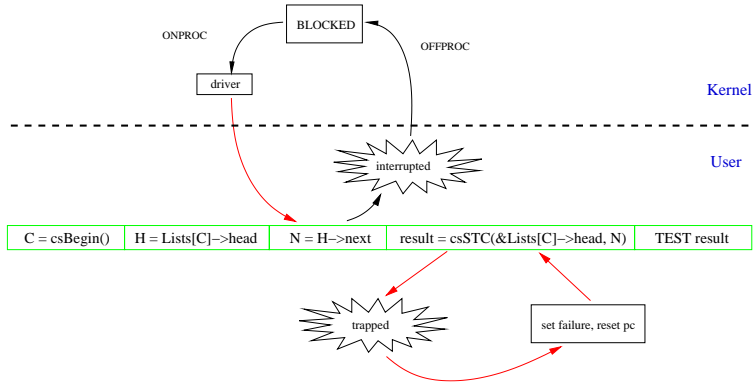 BLOCKED
ONPROC
OFFPROC
driver
Kernel
User
interrupted
C = csBegin()
H = Lists[C]−>head
N = H−>next
result = csSTC(&Lists[C]−>head, N)
TEST result
trapped
set failure, reset pc